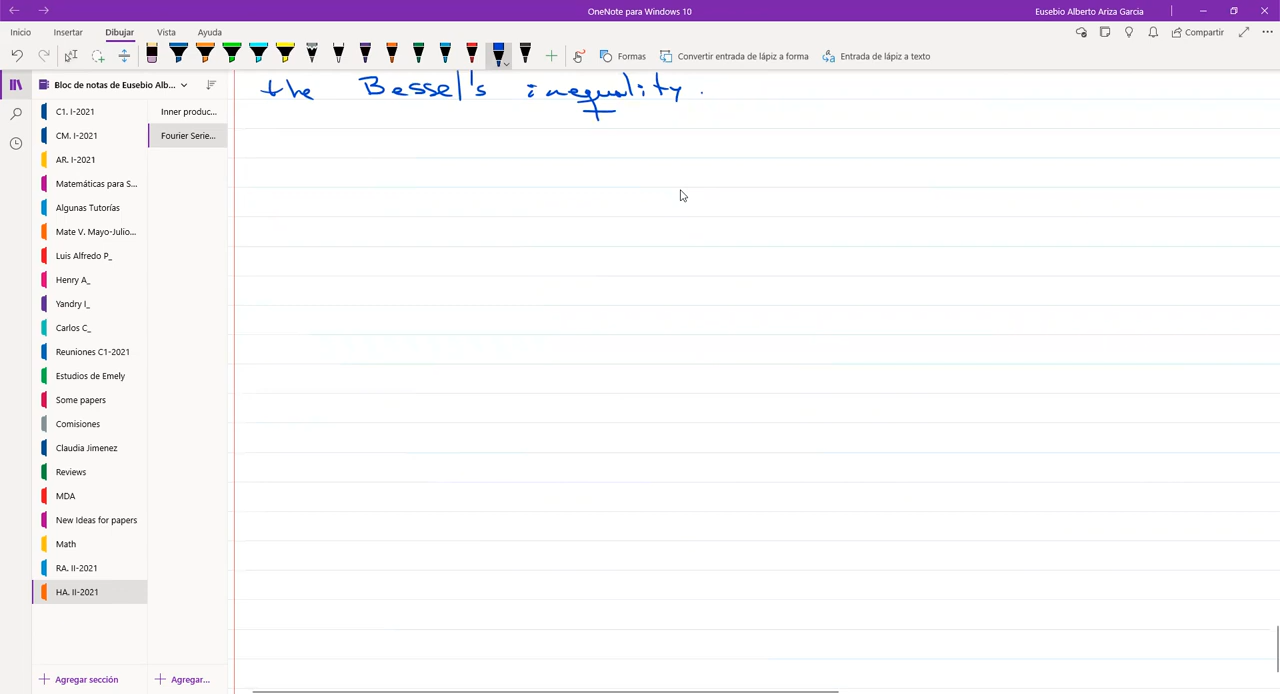 OneNote para Windows 10
Eusebio Alberto Ariza Garcia
Inicio
Insertar
Dibujar
Vista
Ayuda
Compartir
Formas
Convertir entrada de lápiz a forma
Entrada de lápiz a texto
Bloc de notas de Eusebio Alb...
C1. I-2021
CM. I-2021
AR. I-2021
Matemáticas para S...
Algunas Tutorías
Mate V. Mayo-Julio...
Luis Alfredo P_
Henry A_
Yandry I_
Carlos C_
Reuniones C1-2021
Estudios de Emely
Some papers
Comisiones
Claudia Jimenez
Reviews
MDA
New Ideas for papers
Math
RA. II-2021
HA. II-2021
Agregar sección
Inner produc...
Fourier Serie...
Agregar...
the Bessel's inequality.